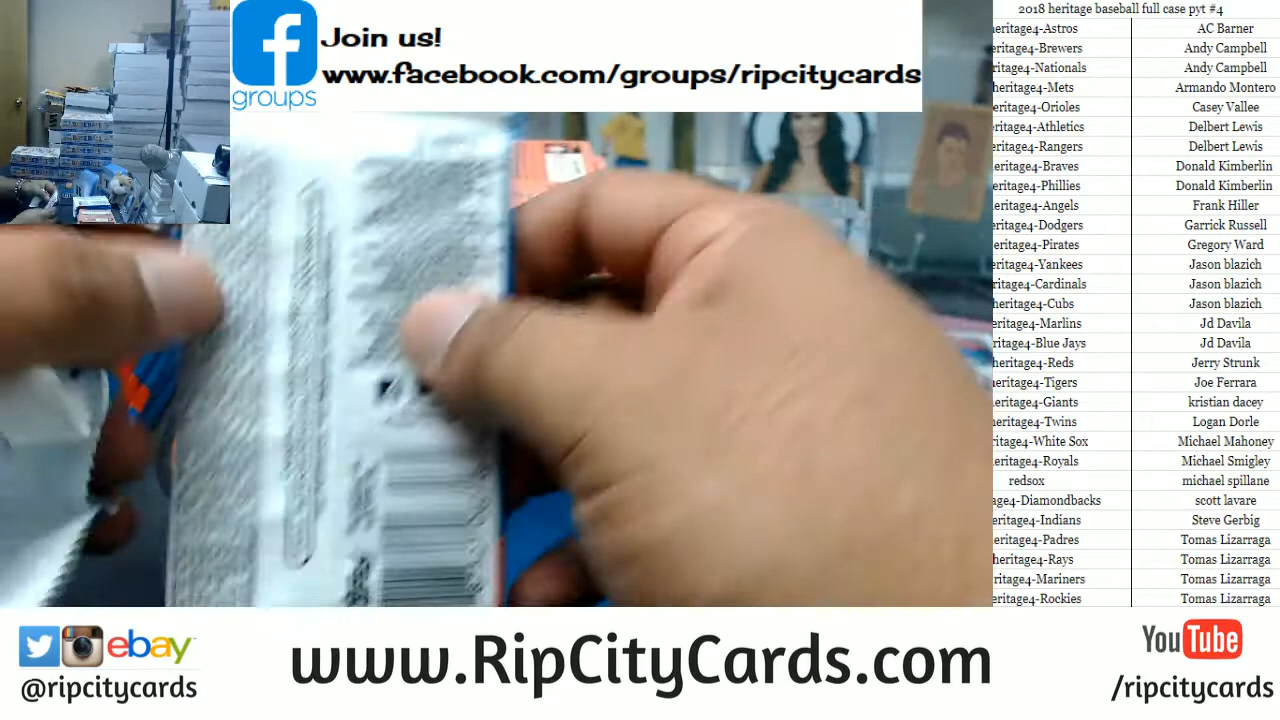 Join us!
www.facebook.com/groups/ripcitycards
groups
2018 heritage baseball full case pyt #4
eritage4-Astros AC Barner
eritage4-Brewers Andy Campbell
ritage4-Nationals Andy Campbell
heritage4-Mets Armando Montero
eritage4-Orioles Casey Vallee
eritage4-Athletics Delbert Lewis
eritage4-Rangers Delbert Lewis
eritage4-Braves Donald Kimberlin
eritage4-Phillies Donald Kimberlin
eritage4-Angels Frank Hiller
eritage4-Dodgers Garrick Russell
eritage4-Pirates Gregory Ward
eritage4-Yankees Jason blazich
eritage4-Cardinals Jason blazich
heritage4-Cubs Jason blazich
eritage4-Marlins Jd Davila
ritage4-Blue Jays Jd Davila
heritage4-Reds Jerry Strunk
eritage4-Tigers Joe Ferrara
eritage4-Giants kristian dacey
eritage4-Twins Logan Dorle
ritage4-White Sox Michael Mahoney
eritage4-Royals Michael Smigley
redsox michael spillane
age4-Diamondbacks scott lavare
eritage4-Indians Steve Gerbig
eritage4-Padres Tomas Lizarraga
heritage4-Rays Tomas Lizarraga
ritage4-Mariners Tomas Lizarraga
eritage4-Rockies Tomas Lizarraga
ebay
@ripcitycards
www.RipCityCards.com
YouTube
/ripcitycards